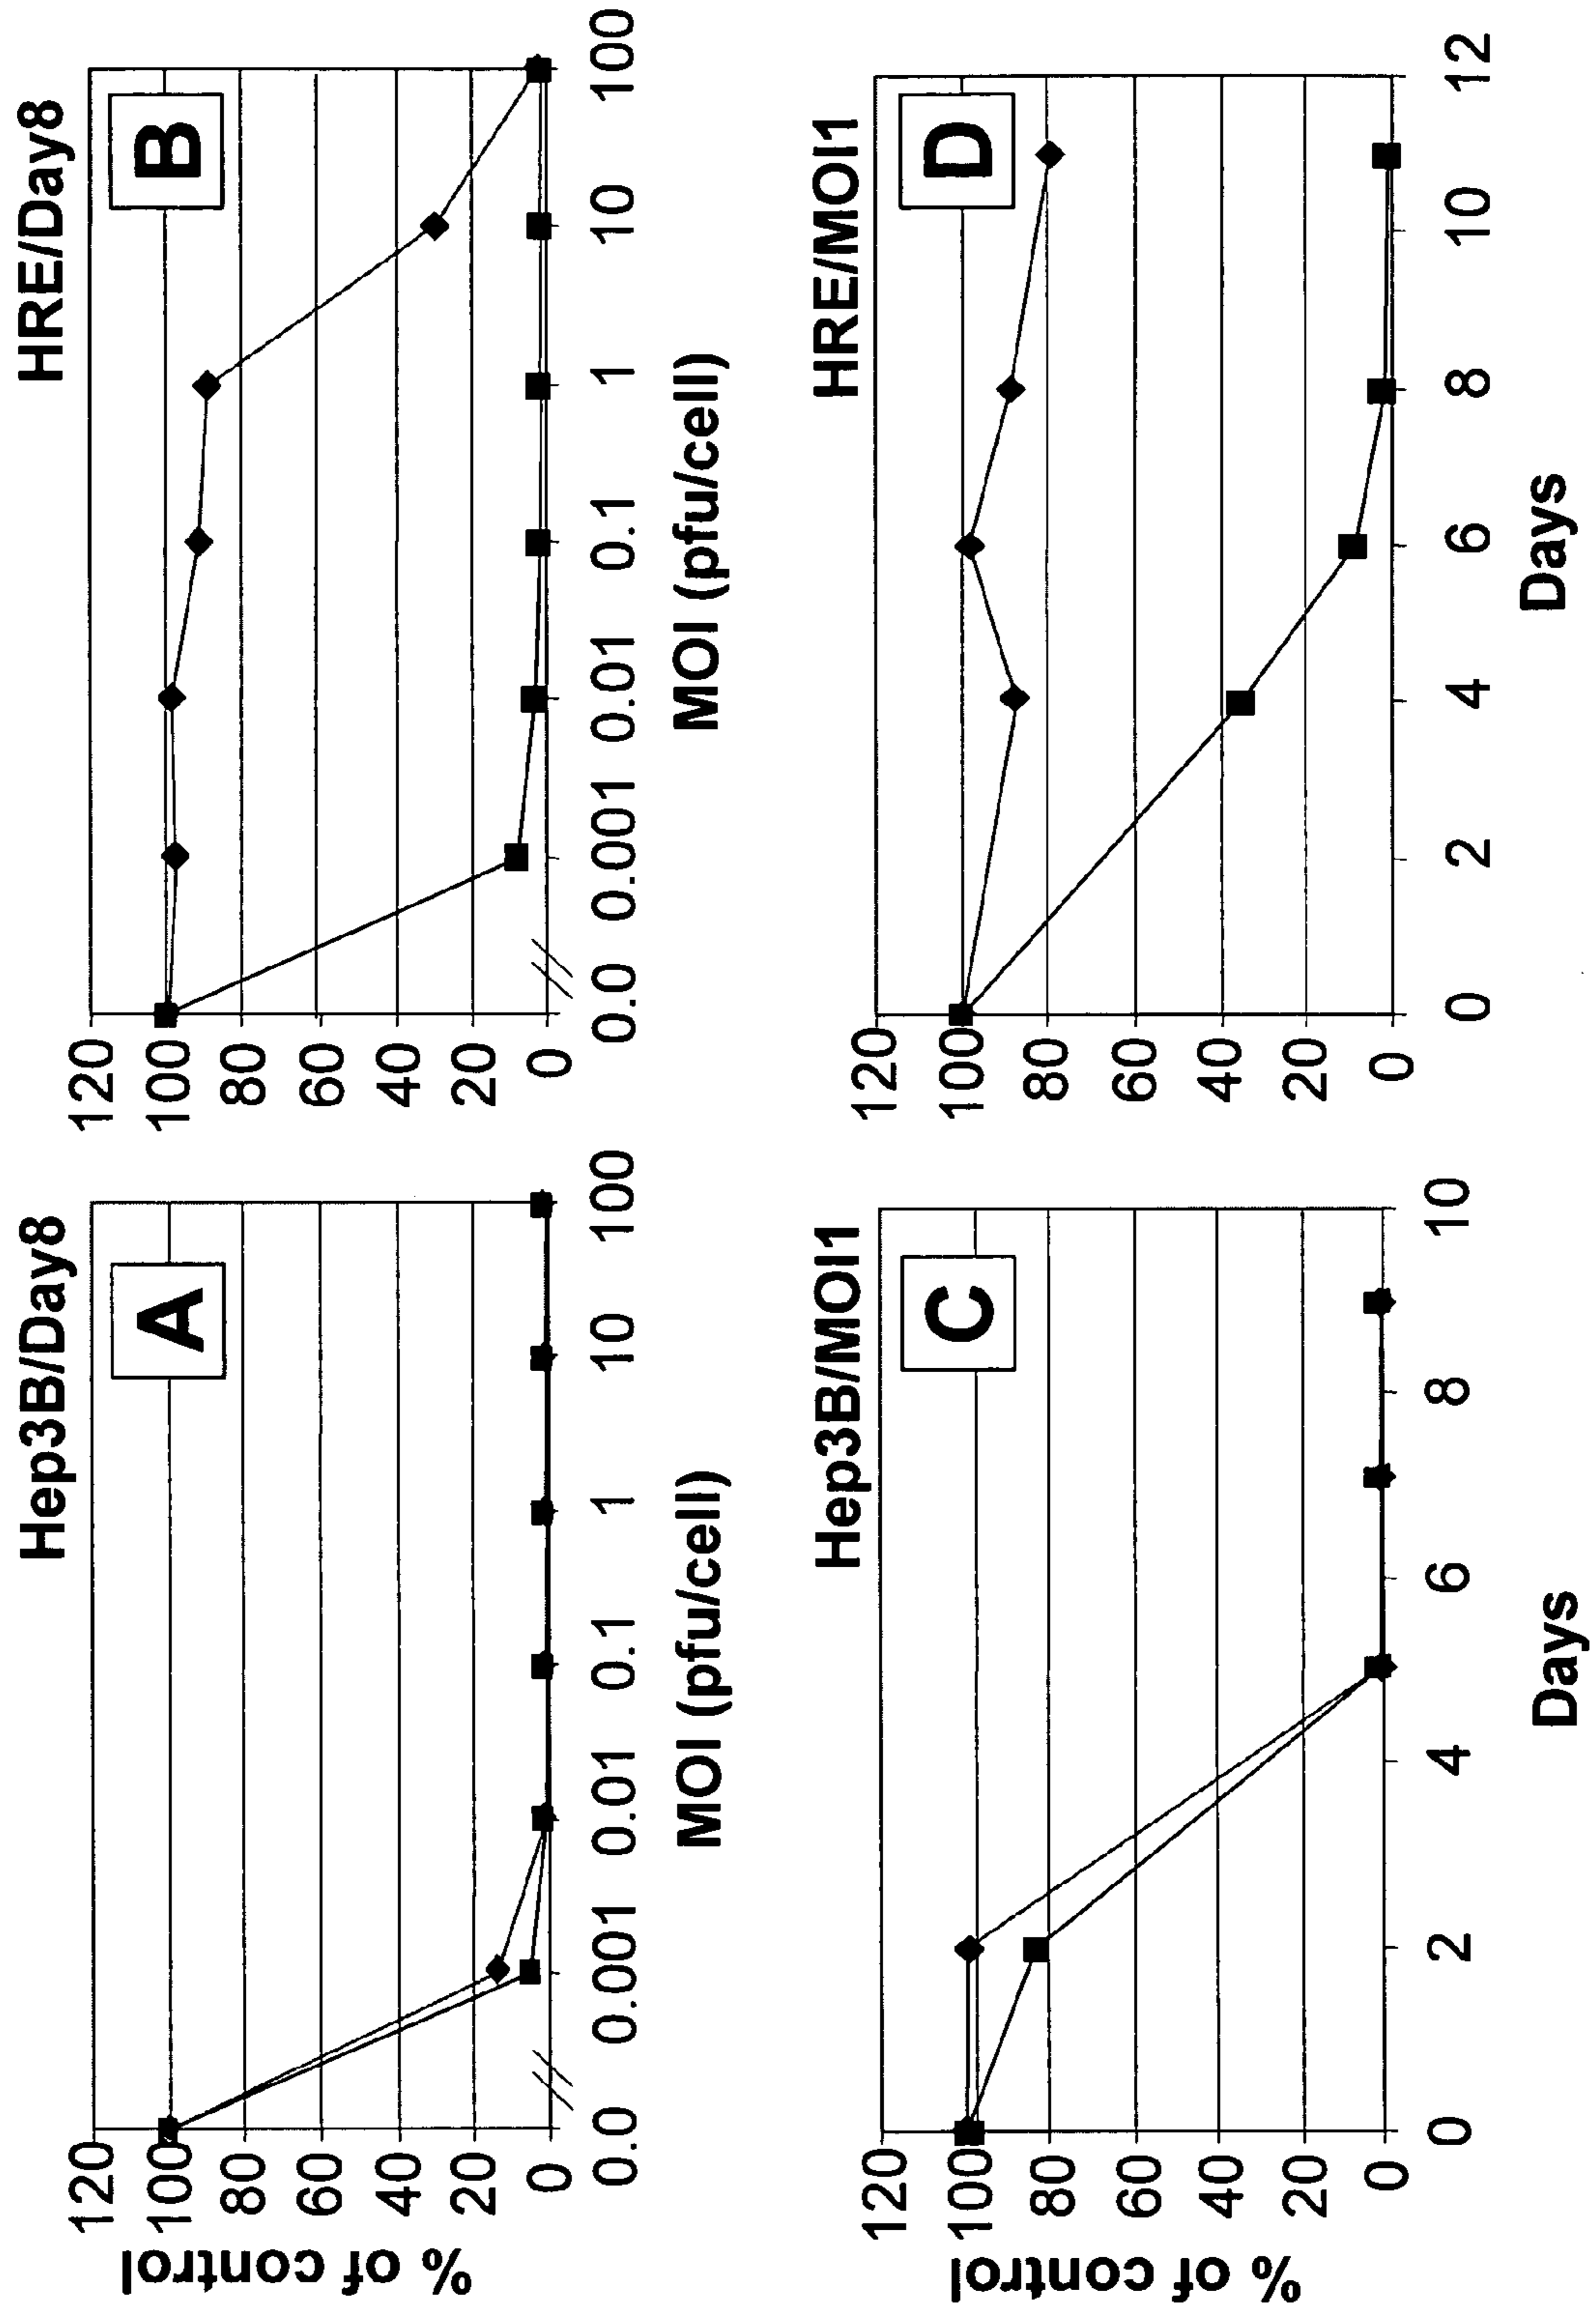 Hep3B/Day8
A
% of control
120
100
80
60
40
20
0
0.0 0.001 0.01 0.1 1 10 100
MOI (pfu/cell)
HRE/Day8
B
120
100
80
60
40
20
0
0.0 0.001 0.01 0.1 1 10 100
MOI (pfu/cell)
Hep3B/MOI1
C
% of control
120
100
80
60
40
20
0
0 2 4 6 8 10
Days
HRE/MOI1
D
120
100
80
60
40
20
0
0 2 4 6 8 10 12
Days